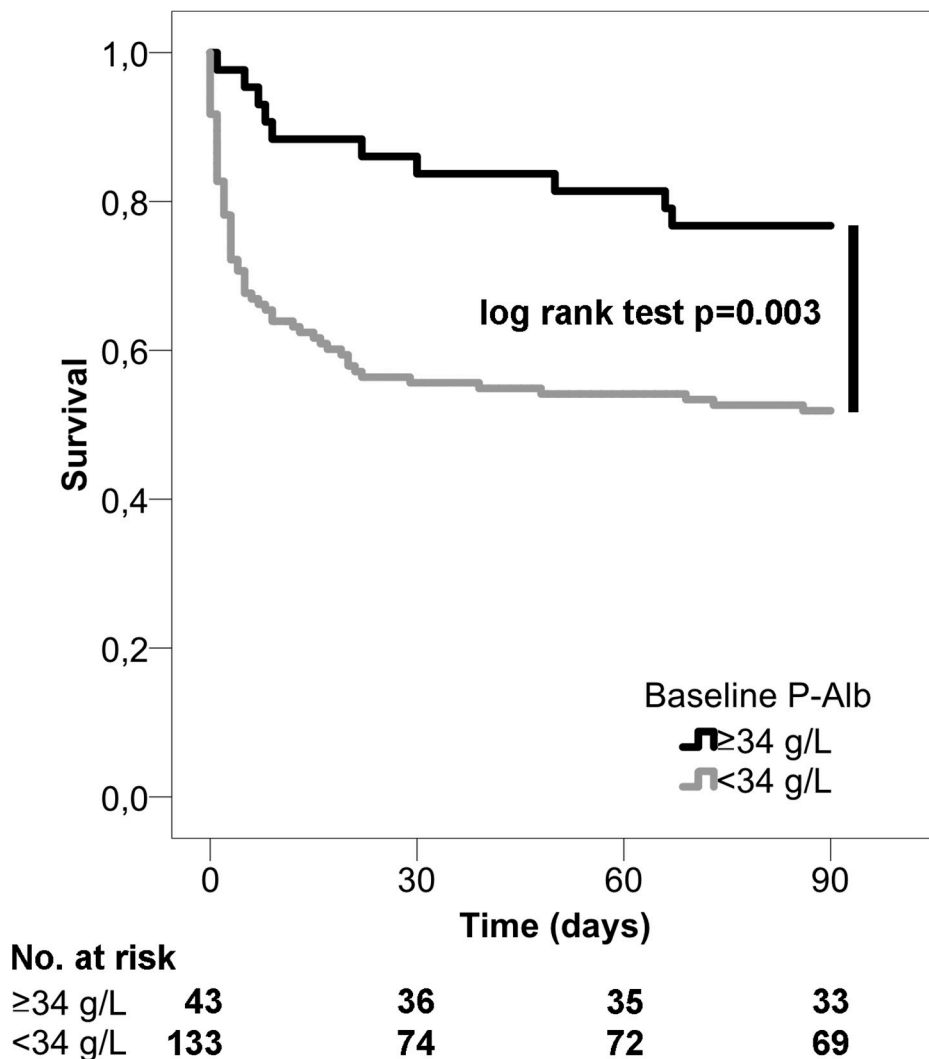 1,0
0,8
0,6
0,4
0,2
0,0
Survival
log rank test p=0.003
Baseline P-Alb
≥34 g/L
<34 g/L
0 30 60 90
Time (days)
No. at risk
≥34 g/L 43 36 35 33
<34 g/L 133 74 72 69